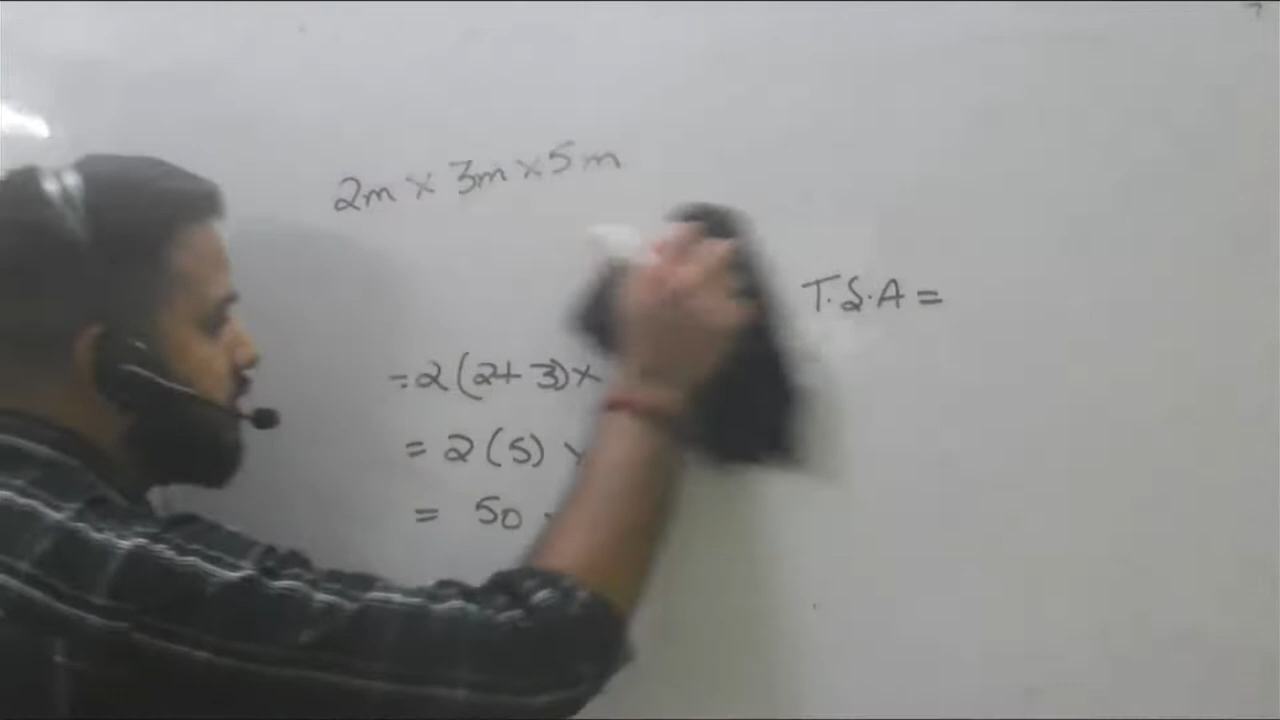 2m × 3m × 5m
T.S.A =
= 2(2+3)×
= 2(5)
= 50